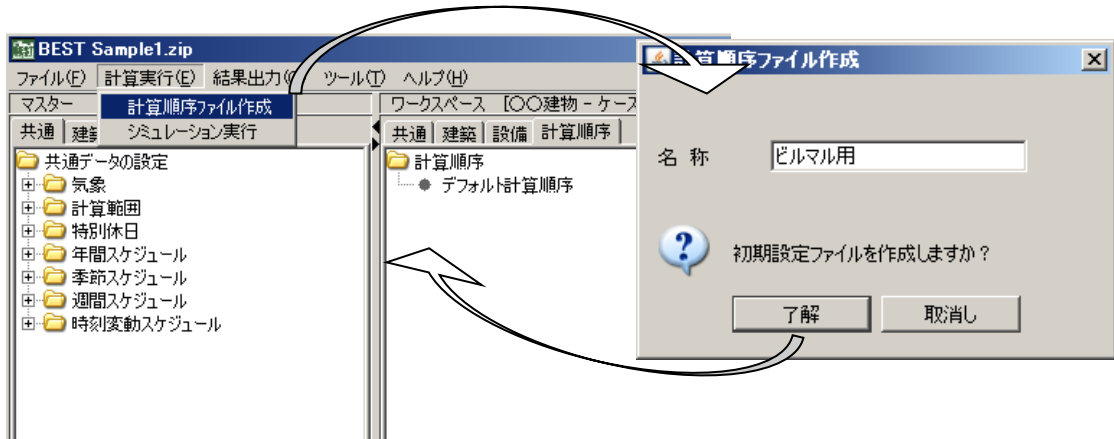 BEST Sample1.zip
ファイル(F) 計算実行(E) 結果出力( ツール(T) ヘルプ(H)
計算順序ファイル作成
シミュレーション実行
マスター
共通 建築
共通データの設定
気象
計算範囲
特別休日
年間スケジュール
季節スケジュール
週間スケジュール
時刻変動スケジュール
ワークスペース [〇〇建物 - ケース
共通 建築 設備 計算順序
計算順序
デフォルト計算順序
計算順序ファイル作成
名 称 ビルマル用
初期設定ファイルを作成しますか？
了解 取消し